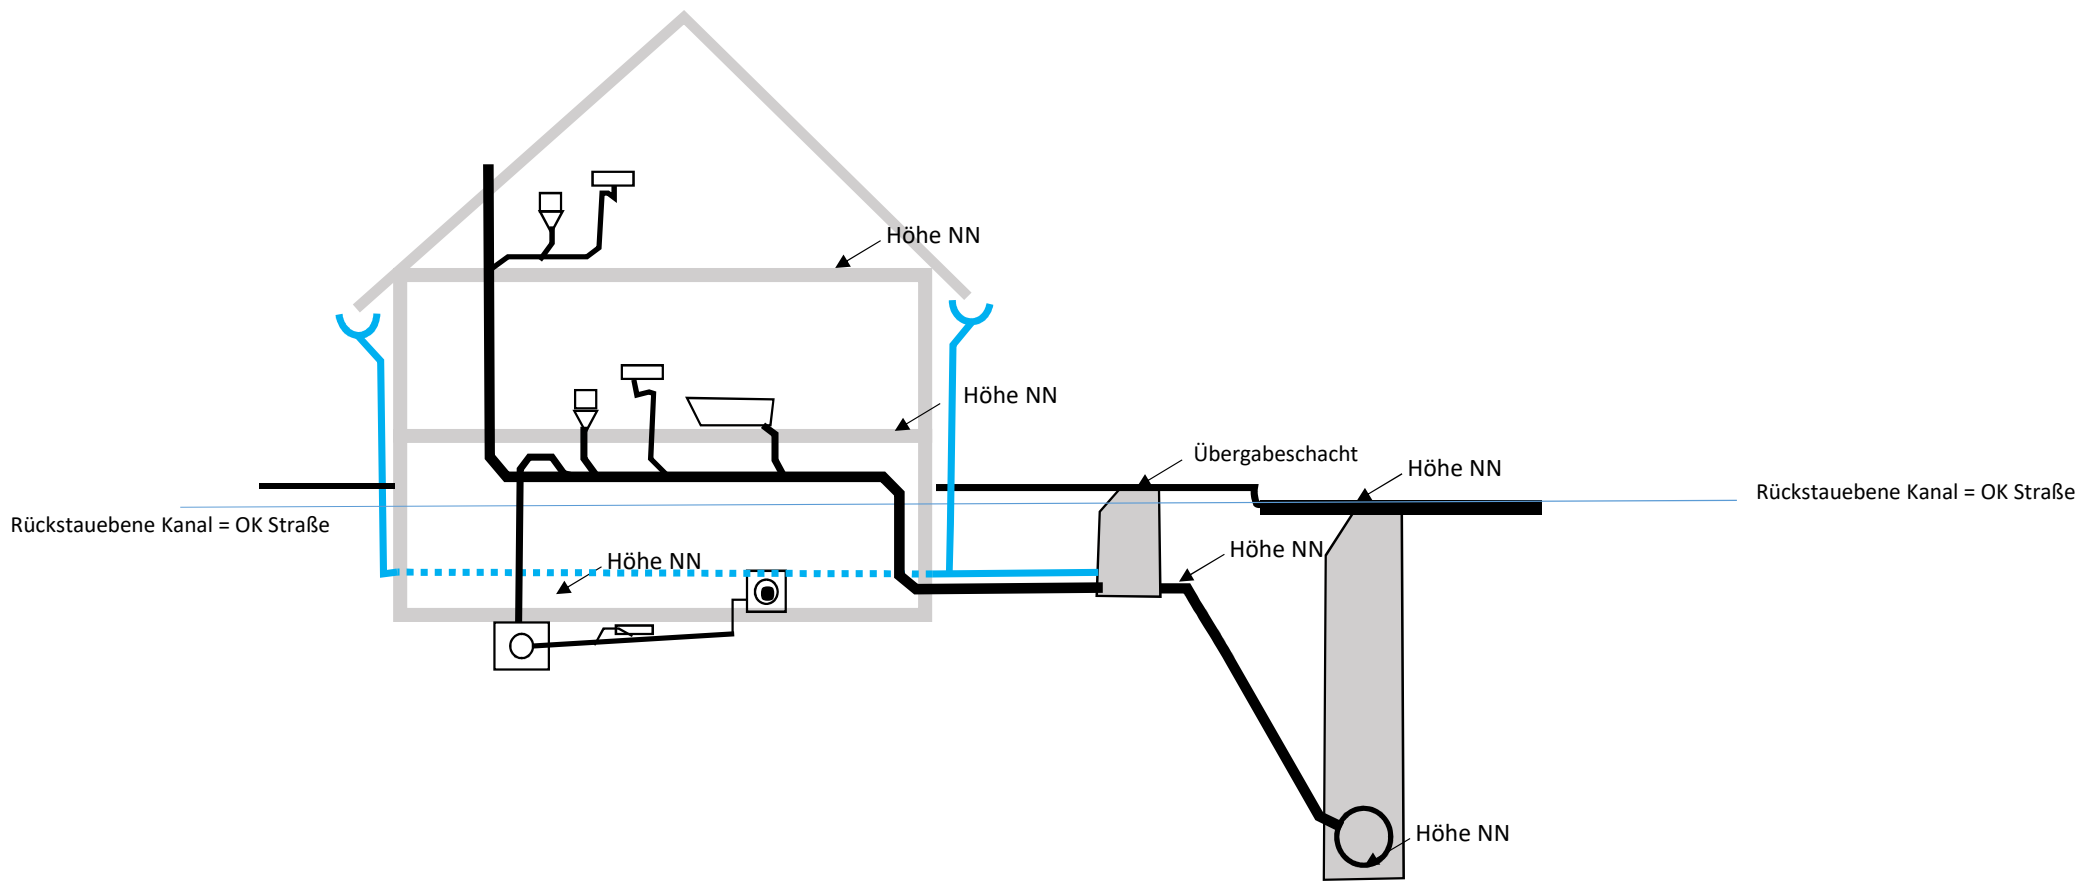 Höhe NN
Höhe NN
Übergabeschacht
Höhe NN
Rückstauebene Kanal = OK Straße
Rückstauebene Kanal = OK Straße
Höhe NN
Höhe NN
Höhe NN